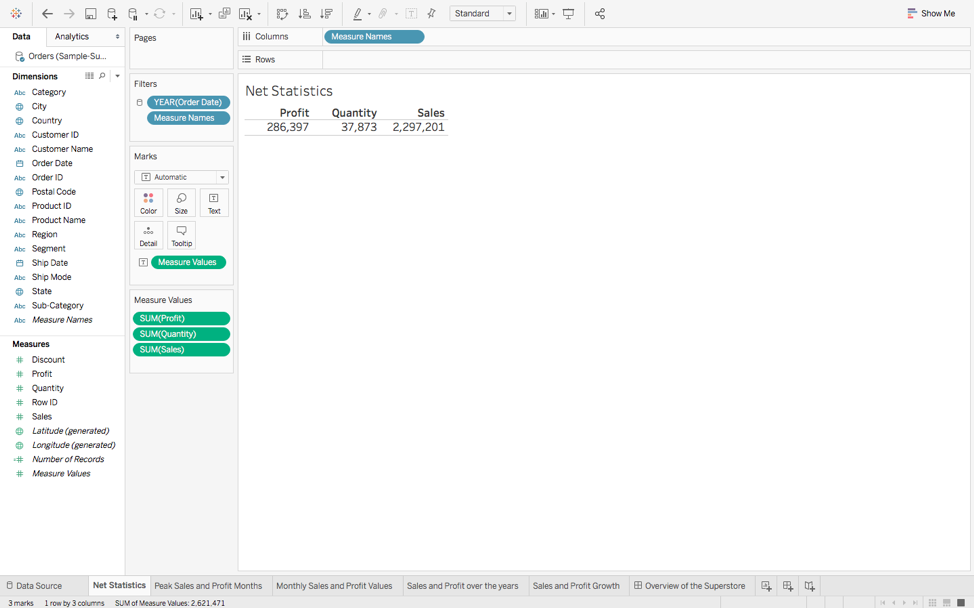 Standard
Show Me
Data
Analytics
Pages
Columns
Measure Names
Rows
Orders (Sample-Su...
Dimensions
Abc Category
City
Country
Abc Customer ID
Abc Customer Name
Order Date
Abc Order ID
Postal Code
Abc Product ID
Abc Product Name
Abc Region
Abc Segment
Ship Date
Abc Ship Mode
State
Abc Sub-Category
Abc Measure Names
Measures
Discount
Profit
Quantity
Row ID
Sales
Latitude (generated)
Longitude (generated)
Number of Records
Measure Values
Filters
YEAR(Order Date)
Measure Names
Marks
T Automatic
Color
Size
T
Text
Detail
Tooltip
T Measure Values
Measure Values
SUM(Profit)
SUM(Quantity)
SUM(Sales)
Net Statistics
Profit Quantity Sales
286,397 37,873 2,297,201
Data Source Net Statistics Peak Sales and Profit Months Monthly Sales and Profit Values Sales and Profit over the years Sales and Profit Growth Overview of the Superstore
3 marks 1 row by 3 columns SUM of Measure Values: 2,621,471